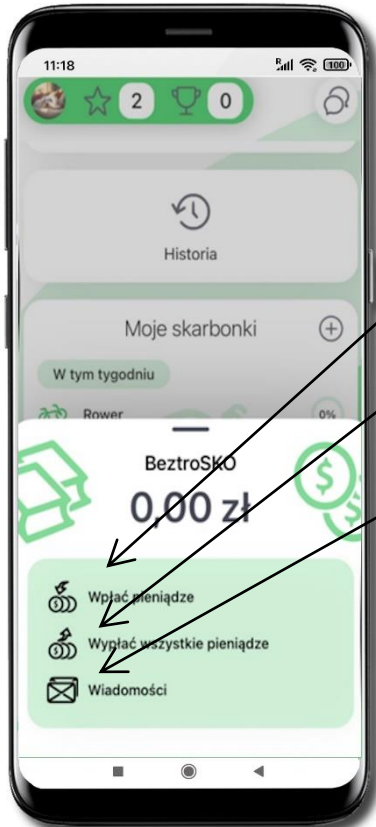 11:18
R
100
2
0
Historia
Moje skarbonki
W tym tygodniu
Rower
0%
BeztroSKO
0,00 zł
Wpłać pieniądze
Wypłać wszystkie pieniądze
Wiadomości